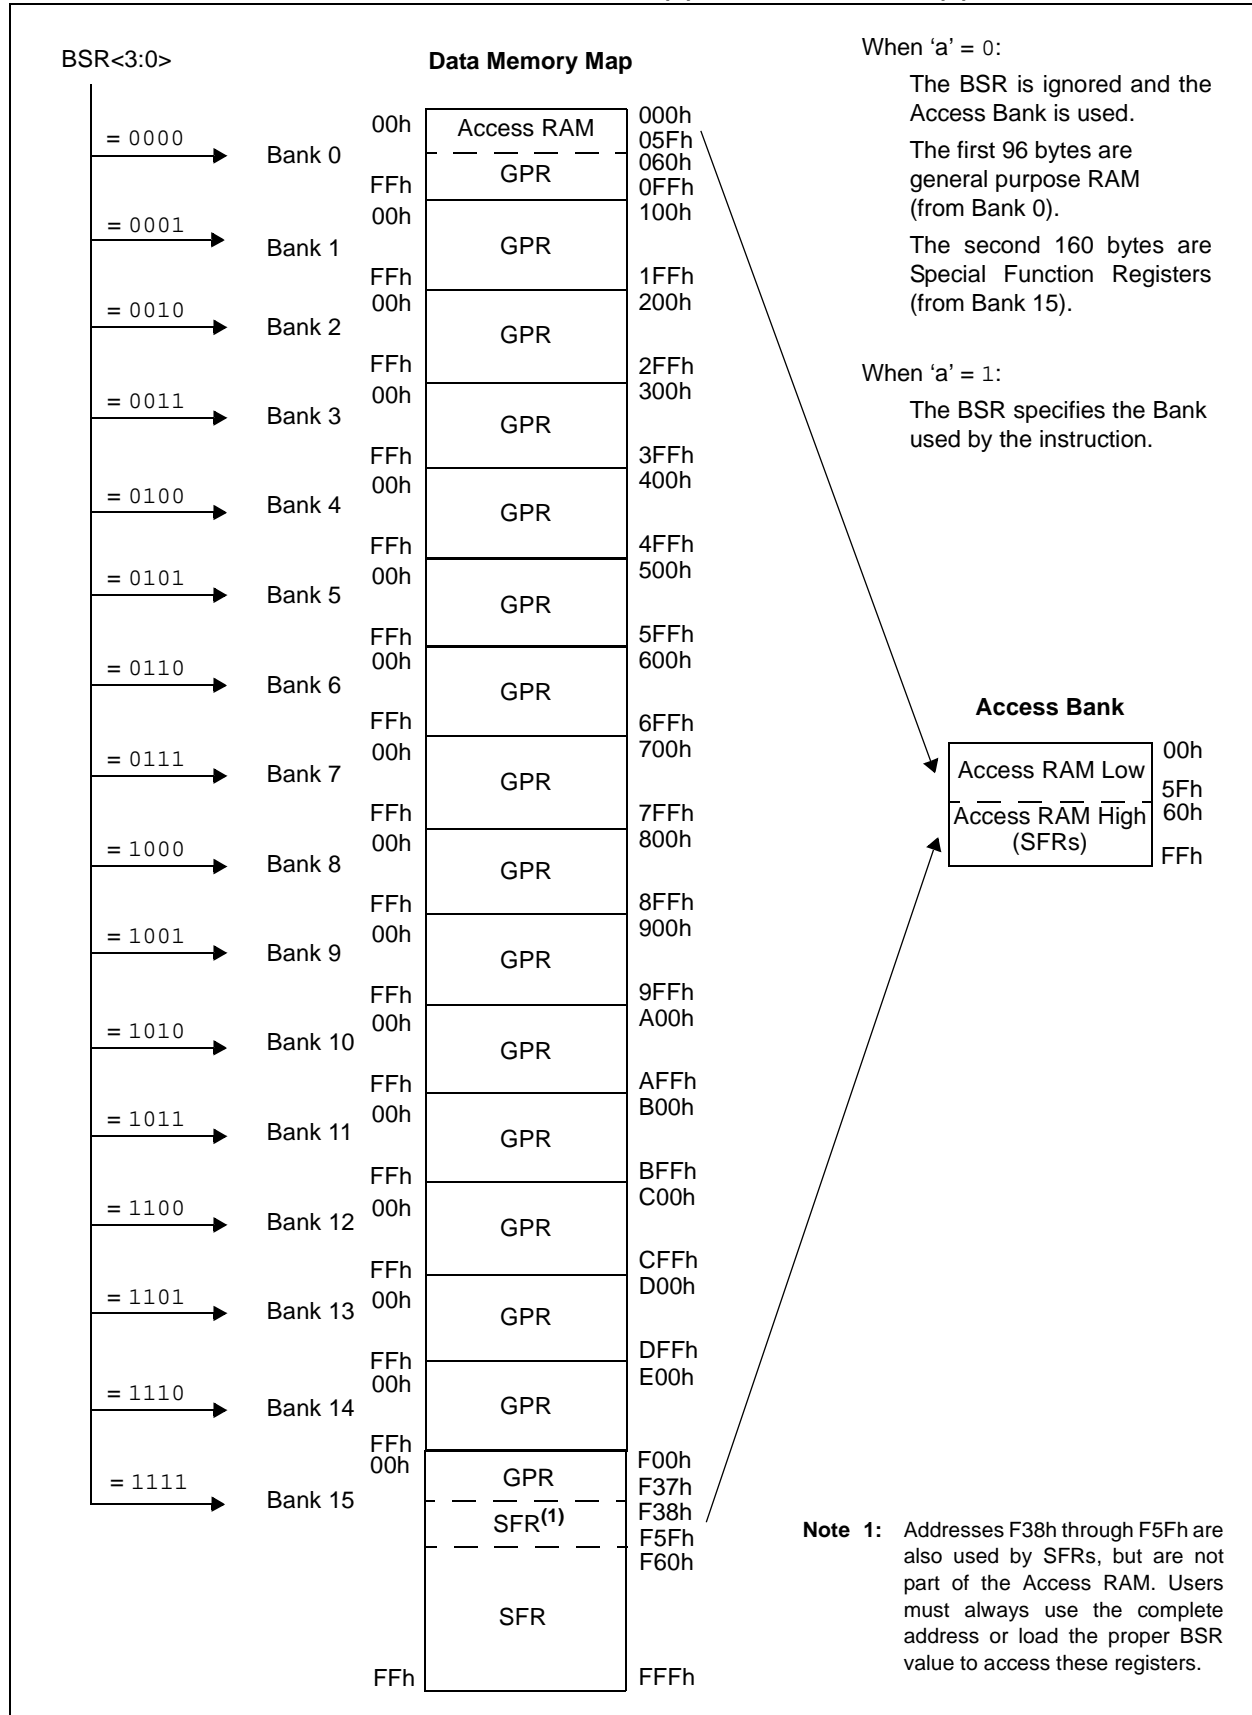 BSR<3:0>
Data Memory Map
When ‘a’ = 0:
The BSR is ignored and the
Access Bank is used.
The first 96 bytes are
general purpose RAM
(from Bank 0).
The second 160 bytes are
Special Function Registers
(from Bank 15).
When ‘a’ = 1:
The BSR specifies the Bank
used by the instruction.
= 0000
Bank 0
00h
Access RAM
000h
05Fh
GPR
060h
FFh
0FFh
= 0001
Bank 1
00h
GPR
100h
FFh
1FFh
= 0010
Bank 2
00h
GPR
200h
FFh
2FFh
= 0011
Bank 3
00h
GPR
300h
FFh
3FFh
= 0100
Bank 4
00h
GPR
400h
FFh
4FFh
= 0101
Bank 5
00h
GPR
500h
FFh
5FFh
= 0110
Bank 6
00h
GPR
600h
FFh
6FFh
= 0111
Bank 7
00h
GPR
700h
FFh
7FFh
= 1000
Bank 8
00h
GPR
800h
FFh
8FFh
= 1001
Bank 9
00h
GPR
900h
FFh
9FFh
= 1010
Bank 10
00h
GPR
A00h
FFh
AFFh
= 1011
Bank 11
00h
GPR
B00h
FFh
BFFh
= 1100
Bank 12
00h
GPR
C00h
FFh
CFFh
= 1101
Bank 13
00h
GPR
D00h
FFh
DFFh
= 1110
Bank 14
00h
GPR
E00h
FFh
= 1111
Bank 15
00h
GPR
F00h
F37h
SFR(1)
F38h
F5Fh
F60h
SFR
FFh
FFFh
Access Bank
Access RAM Low
00h
5Fh
Access RAM High
(SFRs)
60h
FFh
Note 1: Addresses F38h through F5Fh are
also used by SFRs, but are not
part of the Access RAM. Users
must always use the complete
address or load the proper BSR
value to access these registers.